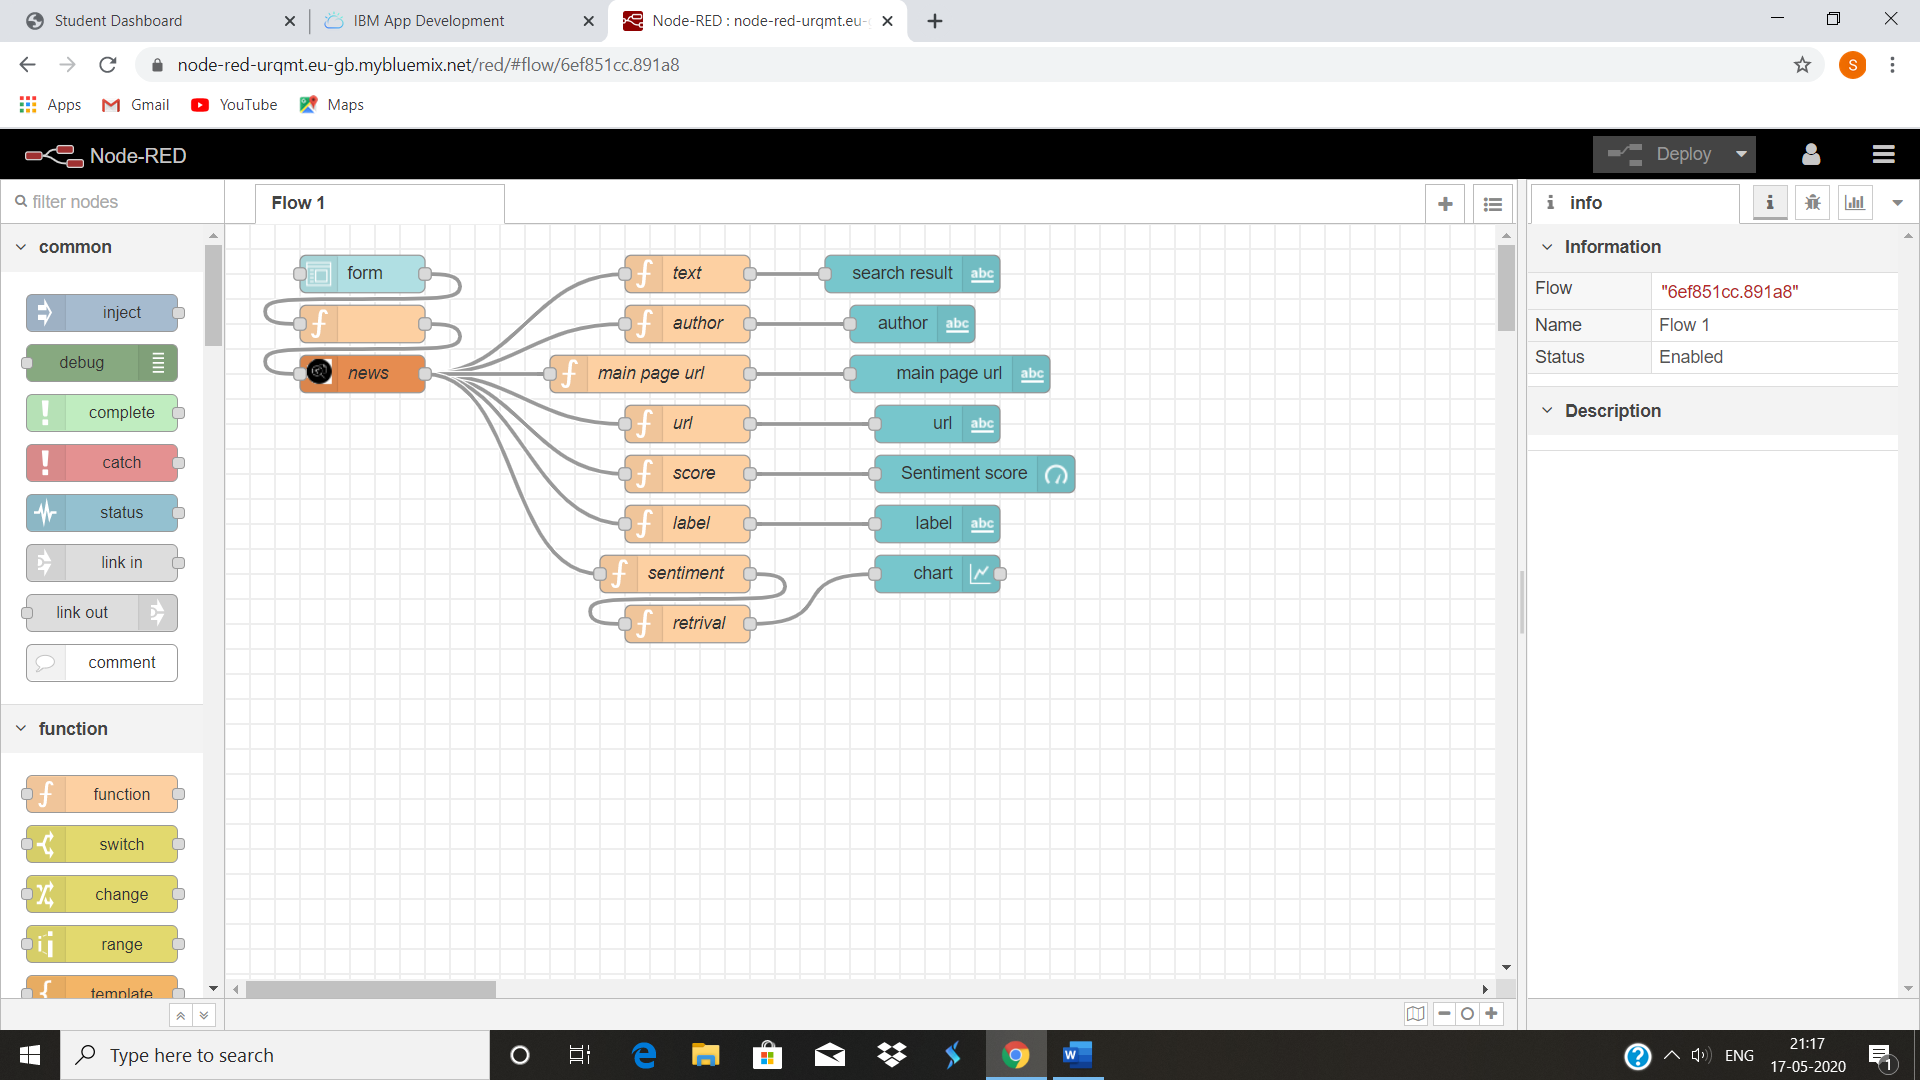 Student Dashboard
IBM App Development
Node-RED : node-red-urqmt.eu-g
node-red-urqmt.eu-gb.mybluemix.net/red/#flow/6ef851cc.891a8
S
Apps
Gmail
YouTube
Maps
Node-RED
Deploy
filter nodes
Flow 1
i info
i
common
inject
debug
complete
catch
status
link in
link out
comment
function
function
switch
change
range
template
form
news
text
author
main page url
url
score
label
sentiment
retrival
search result abc
author abc
main page url abc
url abc
Sentiment score
label abc
chart
Information
Flow "6ef851cc.891a8"
Name Flow 1
Status Enabled
Description
Type here to search
W
ENG
21:17
17-05-2020
1